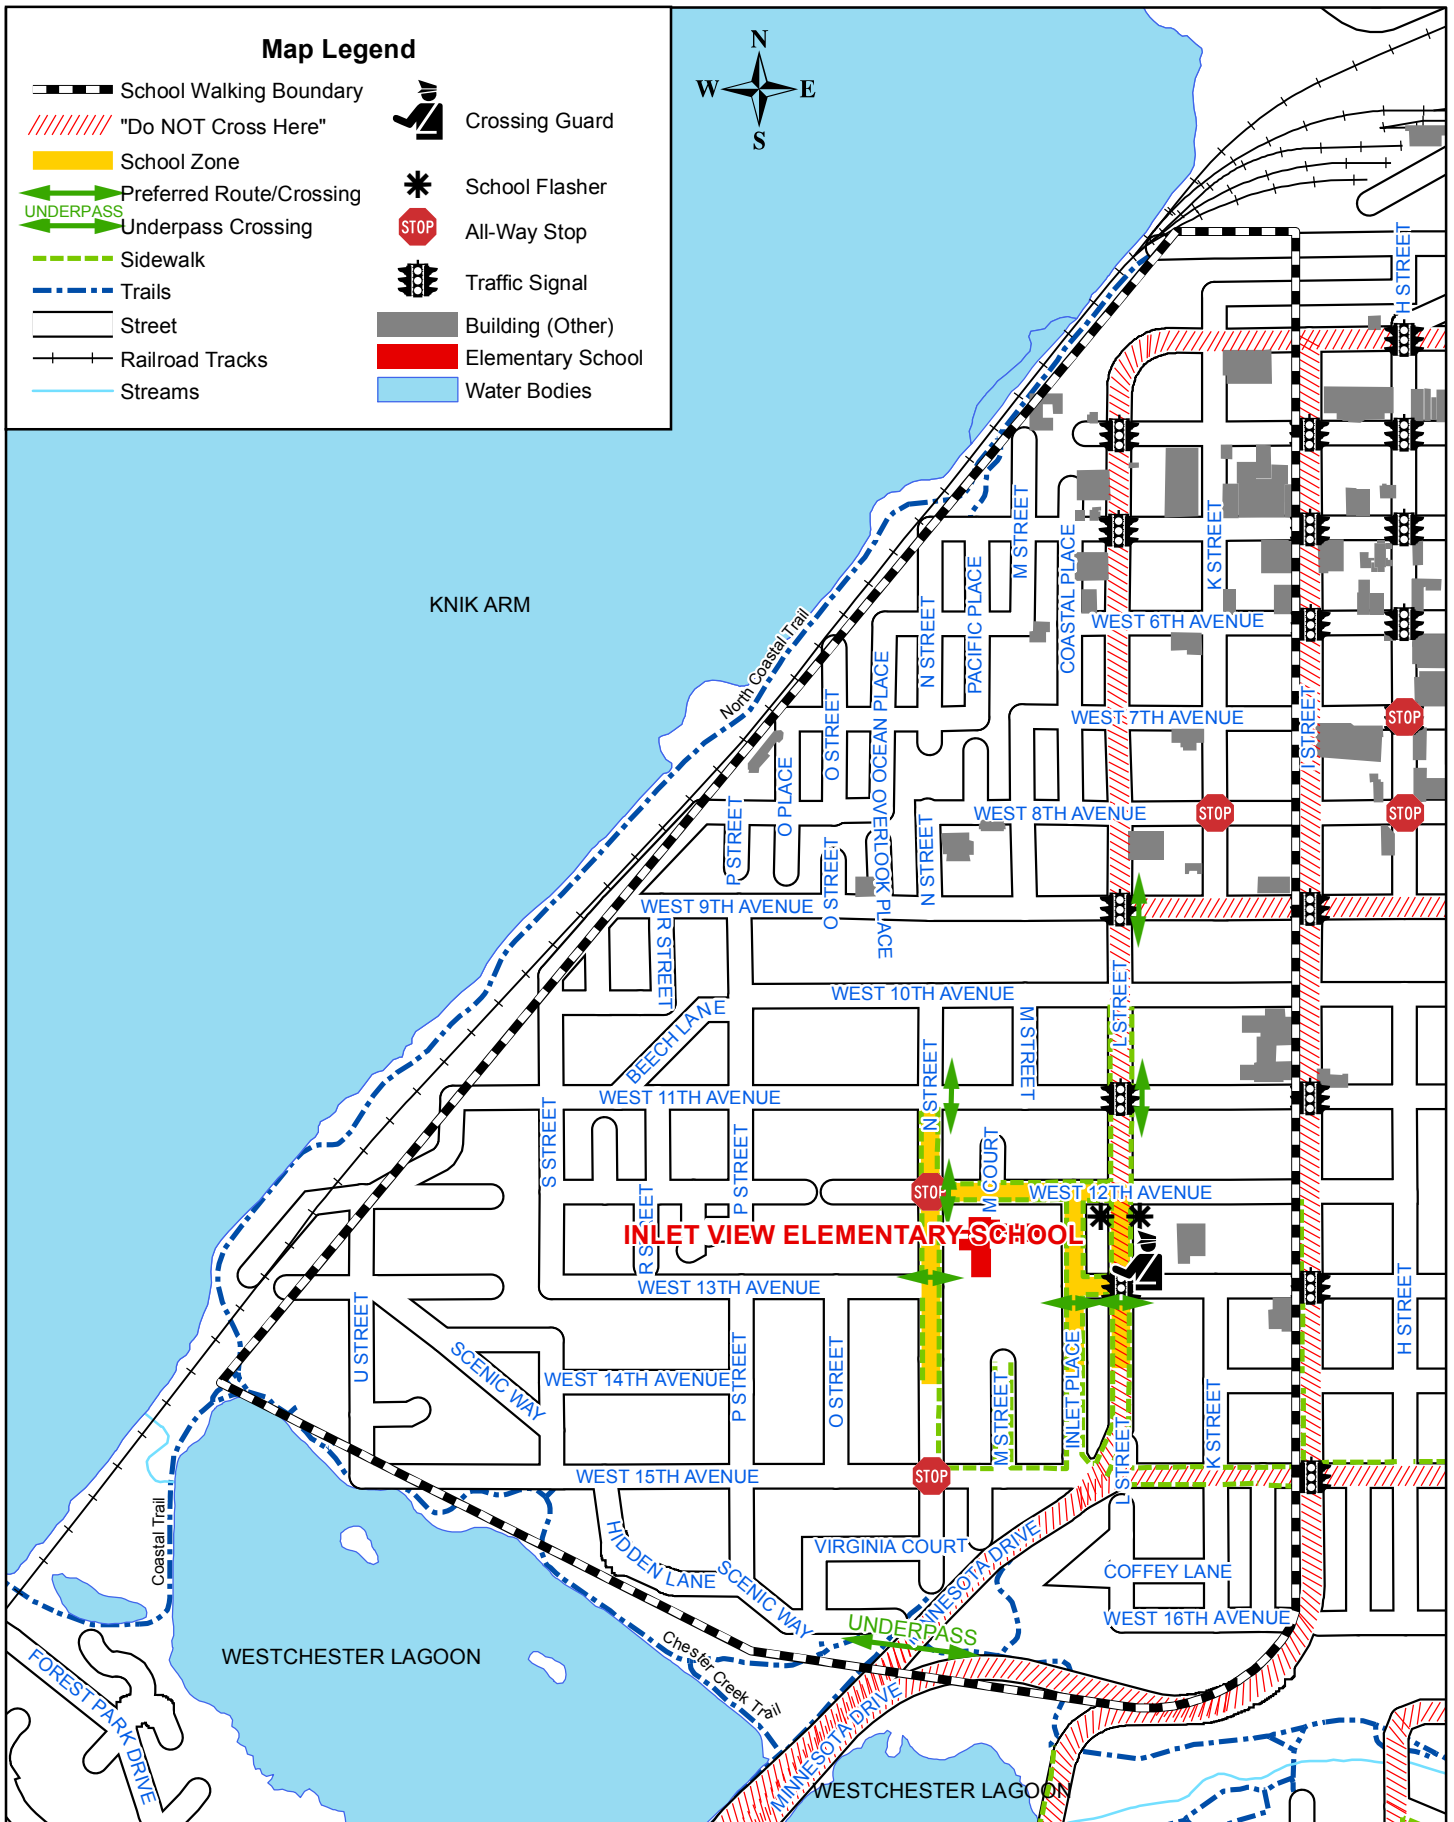 Map Legend
School Walking Boundary
"Do NOT Cross Here"
School Zone
Preferred Route/Crossing
UNDERPASS
Underpass Crossing
Sidewalk
Trails
Street
Railroad Tracks
Streams
Crossing Guard
School Flasher
STOP
All-Way Stop
Traffic Signal
Building (Other)
Elementary School
Water Bodies
N
W
E
S
H STREET
KNIK ARM
North Coastal Trail
M STREET
COASTAL PLACE
K STREET
PACIFIC PLACE
N STREET
WEST 6TH AVENUE
O STREET
OCEAN PLACE
WEST 7TH AVENUE
I STREET
STOP
P STREET
O PLACE
O OVERLOOK PLACE
N STREET
WEST 8TH AVENUE
STOP
STOP
O STREET
WEST 9TH AVENUE
R STREET
WEST 10TH AVENUE
L STREET
M STREET
BEECH LANE
N STREET
WEST 11TH AVENUE
S STREET
P STREET
M COURT
STOP
WEST 12TH AVENUE
R STREET
INLET VIEW ELEMENTARY SCHOOL
WEST 13TH AVENUE
U STREET
H STREET
SCENIC WAY
WEST 14TH AVENUE
P STREET
O STREET
M STREET
INLET PLACE
L STREET
K STREET
WEST 15TH AVENUE
STOP
Coastal Trail
HIDDEN LANE
SCENIC WAY
VIRGINIA COURT
MINNESOTA DRIVE
COFFEY LANE
WEST 16TH AVENUE
UNDERPASS
WESTCHESTER LAGOON
Chester Creek Trail
FOREST PARK DRIVE
MINNESOTA DRIVE
WESTCHESTER LAGOON